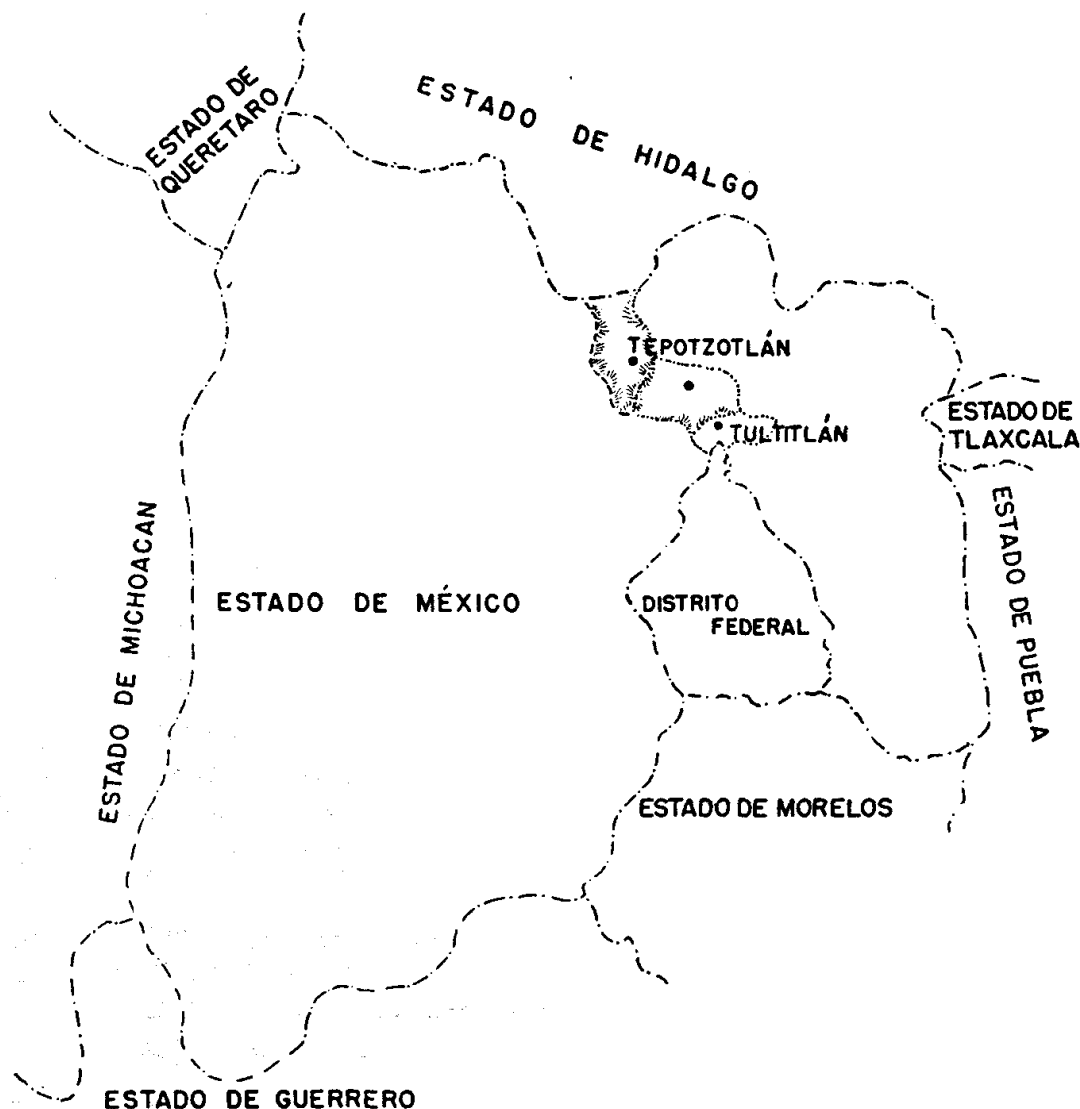 ESTADO DE
QUERETARO
ESTADO DE HIDALGO
TEPOTZOTLÁN
ESTADO DE
TLAXCALA
TULTITLÁN
ESTADO DE MICHOACAN
ESTADO DE PUEBLA
ESTADO DE MÉXICO
DISTRITO
FEDERAL
ESTADO DE MORELOS
ESTADO DE GUERRERO